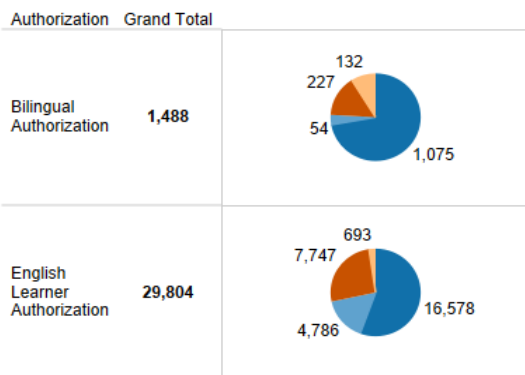 Authorization Grand Total
Bilingual
Authorization
1,488
132
227
54
1,075
English
Learner
Authorization
29,804
693
7,747
4,786
16,578